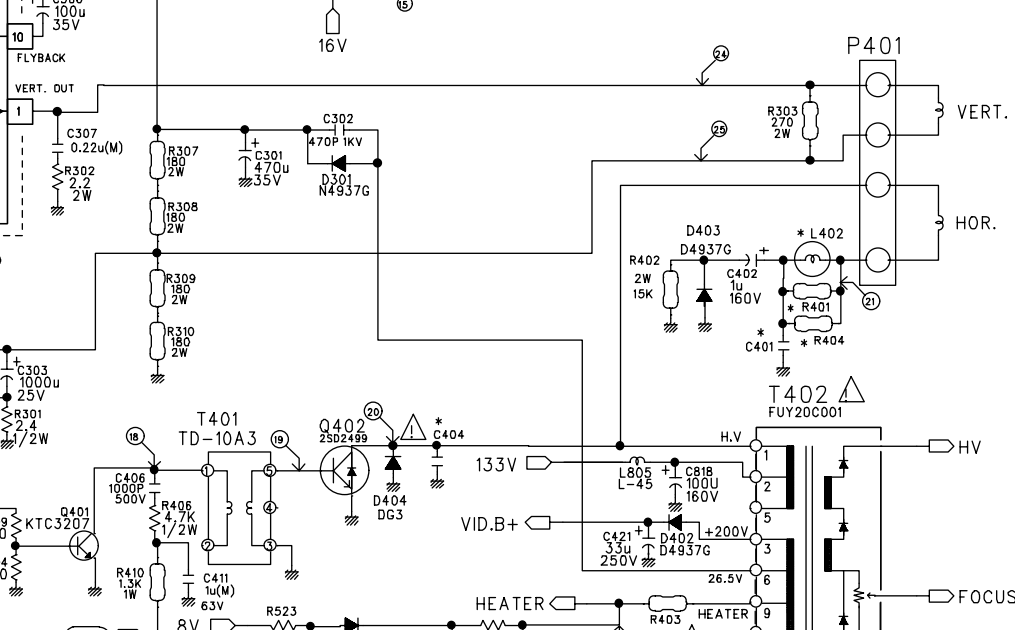 100u
35V
10
FLYBACK
15
16V
VERT. OUT
1
C307
0.22u(M)
R302
2.2
2W
R307
180
2W
C301
470u
35V
C302
470P 1KV
D301
N4937G
R308
180
2W
R309
180
2W
R310
180
2W
24
25
P401
R303
270
2W
VERT.
HOR.
D403
D4937G
R402
2W
15K
C402
1u
160V
* L402
* R401
* R404
*
C401
21
C303
1000u
25V
R301
2.4
1/2W
T402
FUY20C001
T401
TD-10A3
18
19
20
Q402
2SD2499
*
C404
D404
DG3
133V
L805
L-45
C818
100U
160V
H.V
1
2
5
3
6
9
HV
VID.B+
C421
33u
250V
D402
D4937G
+200V
26.5V
HEATER
R403
HEATER
FOCUS
C406
1000P
500V
R406
4.7K
1/2W
1
2
5
4
3
Q401
KTC3207
R410
1.3K
1W
C411
1u(M)
63V
8V
R523